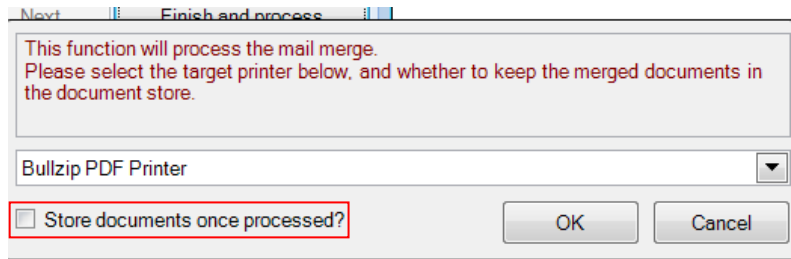 Next Finish and process
This function will process the mail merge.
Please select the target printer below, and whether to keep the merged documents in
the document store.
Bullzip PDF Printer
Store documents once processed? OK Cancel